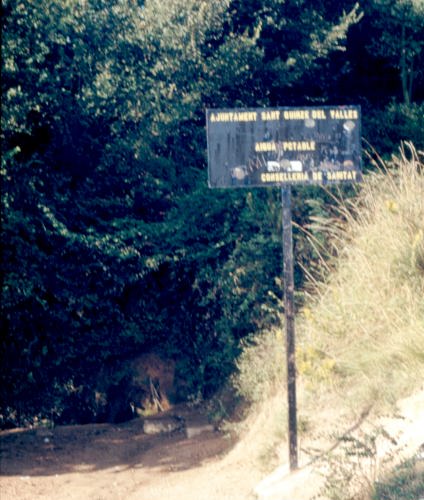 AJUNTAMENT SANT QUIRZE DEL VALLES
AIGUA POTABLE
CONSELLERIA DE SANITAT